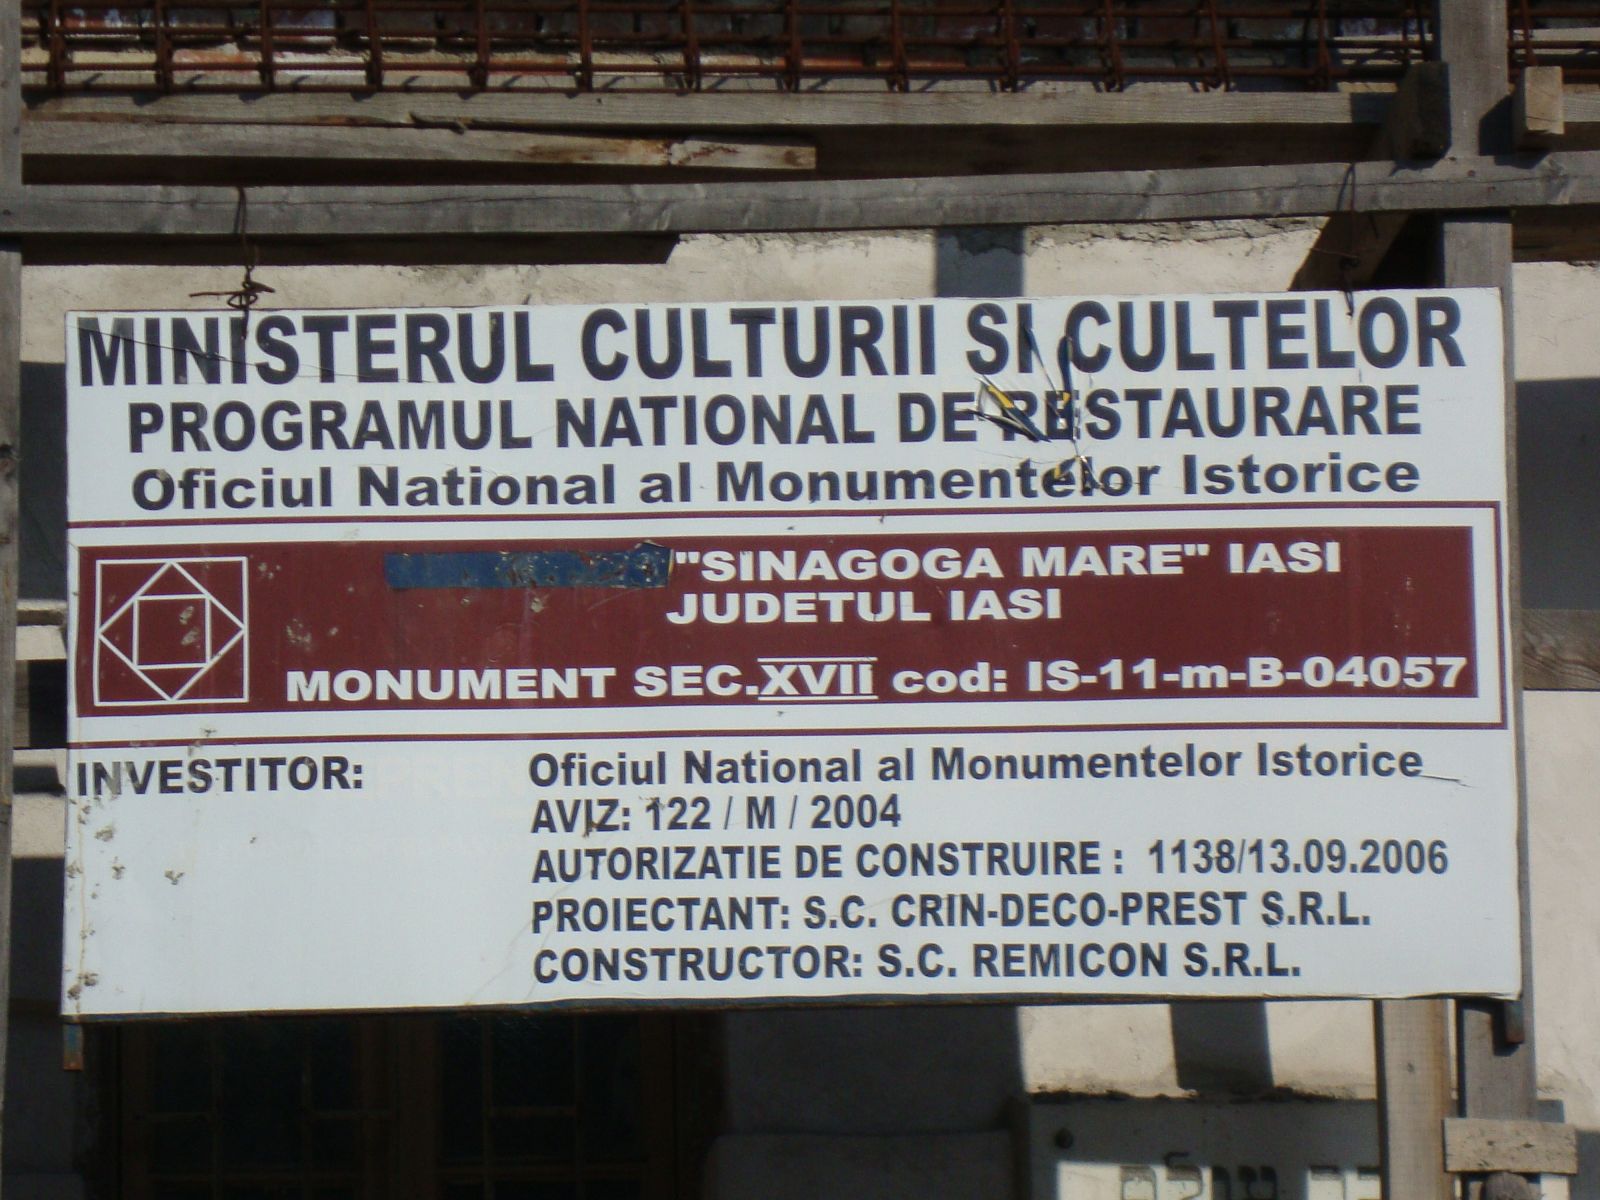 MINISTERUL CULTURII SI CULTELOR
PROGRAMUL NATIONAL DE RESTAURARE
Oficiul National al Monumentelor Istorice
"SINAGOGA MARE" IASI
JUDETUL IASI
MONUMENT SEC.XVII cod: IS-11-m-B-04057
INVESTITOR: Oficiul National al Monumentelor Istorice
AVIZ: 122 / M / 2004
AUTORIZATIE DE CONSTRUIRE : 1138/13.09.2006
PROIECTANT: S.C. CRIN-DECO-PREST S.R.L.
CONSTRUCTOR: S.C. REMICON S.R.L.